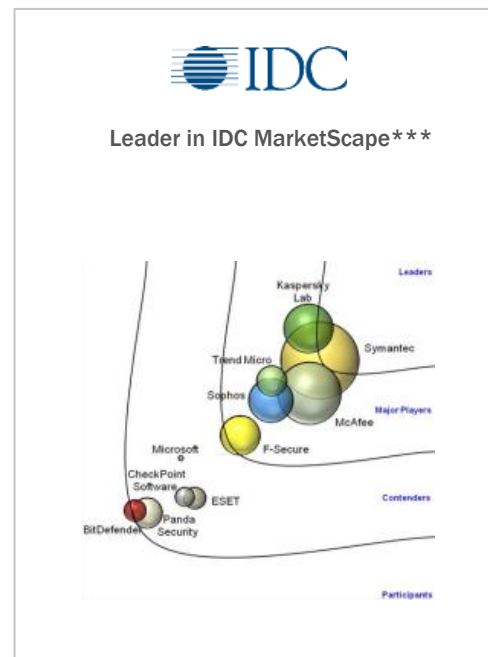 IDC
Leader in IDC MarketScape***
Leaders
Kaspersky
Lab
Symantec
Trend Micro
Sophos
Major Players
McAfee
F-Secure
Microsoft
CheckPoint
Software
Contenders
ESET
BitDefender
Panda
Security
Participants